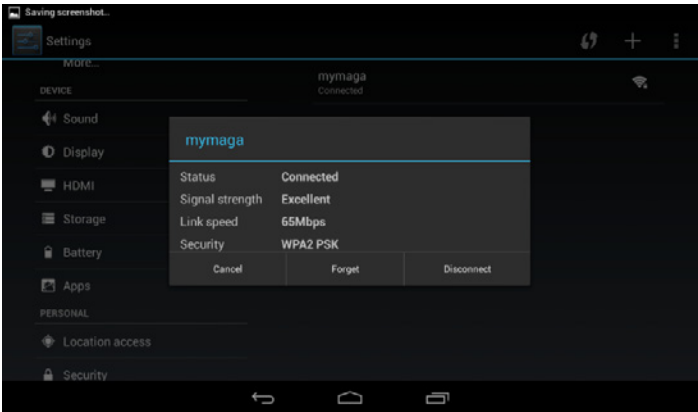 Saving screenshot...
Settings
More...
mymaga
Connected
DEVICE
Sound
Display
HDMI
Storage
Battery
Apps
PERSONAL
Location access
Security
mymaga
Status Connected
Signal strength Excellent
Link speed 65Mbps
Security WPA2 PSK
Cancel Forget Disconnect